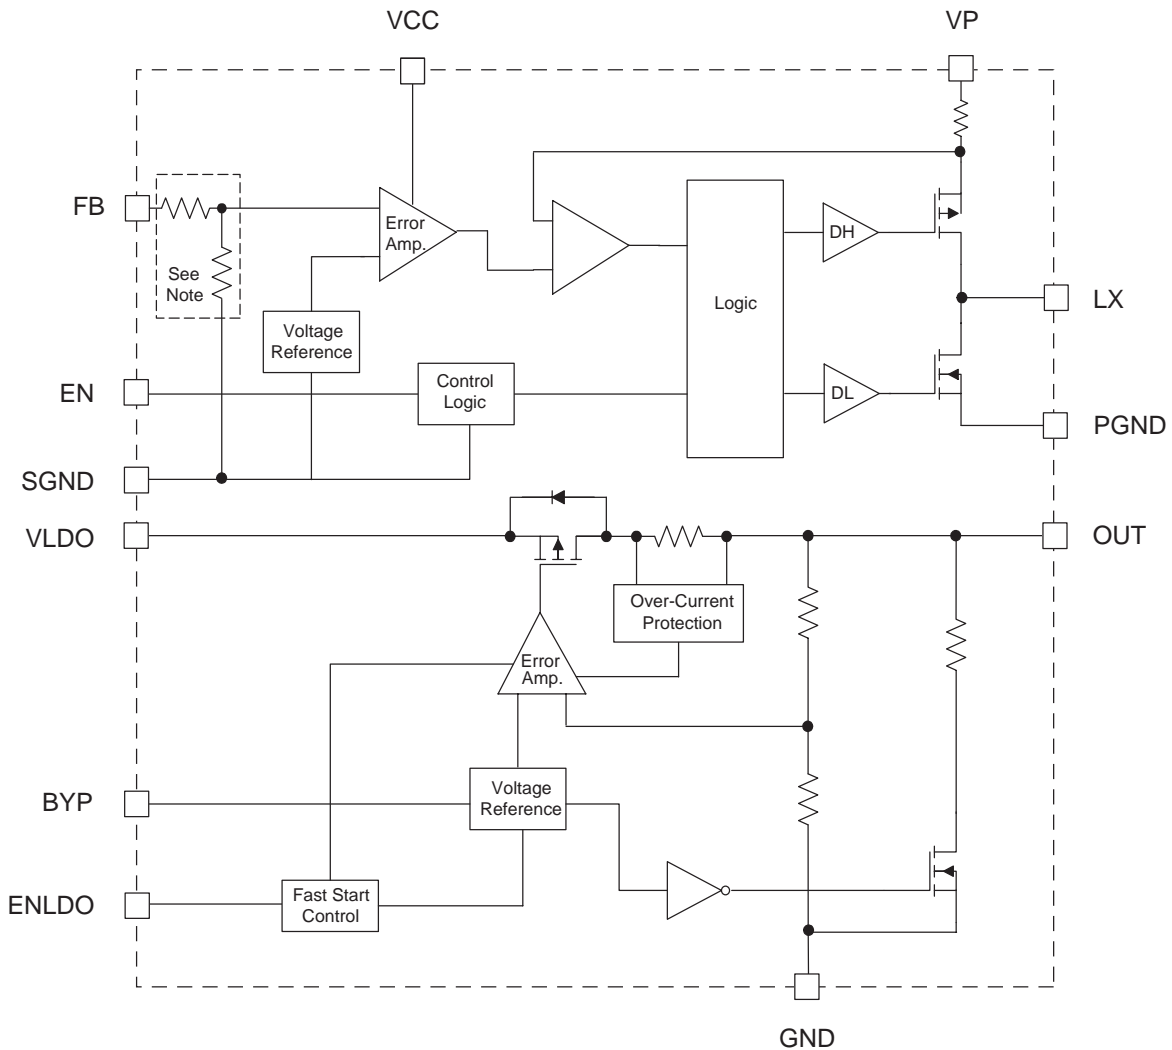 VCC
VP
FB
Error
Amp.
DH
See
Note
Logic
LX
Voltage
Reference
EN
Control
Logic
DL
PGND
SGND
VLDO
OUT
Over-Current
Protection
Error
Amp.
BYP
Voltage
Reference
ENLDO
Fast Start
Control
GND